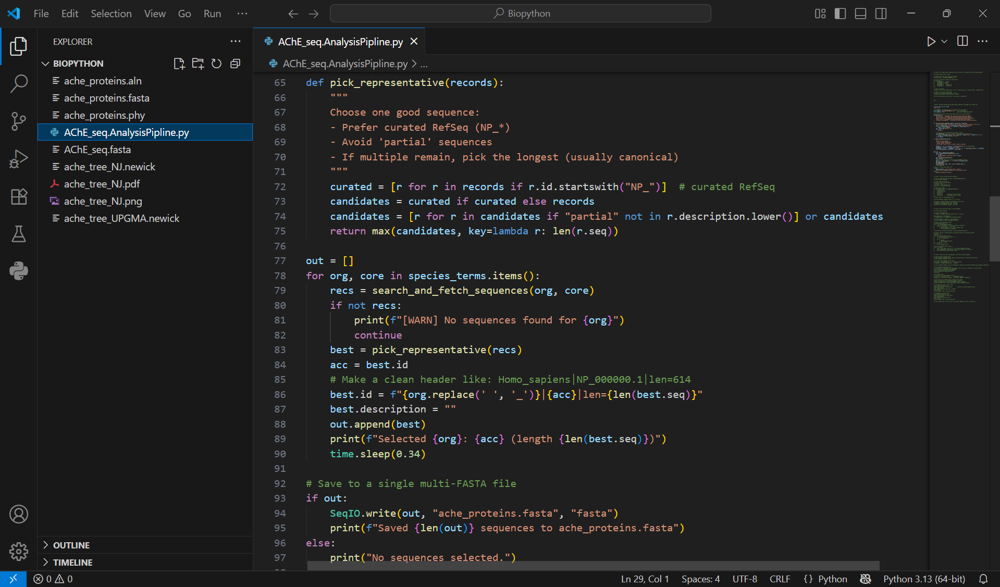 File Edit Selection View Go Run ···
Biopython
EXPLORER
BIOPYTHON
ache_proteins.aln
ache_proteins.fasta
ache_proteins.phy
AChE_seq.AnalysisPipline.py
AChE_seq.fasta
ache_tree_NJ.newick
ache_tree_NJ.pdf
ache_tree_NJ.png
ache_tree_UPGMA.newick
OUTLINE
TIMELINE
AChE_seq.AnalysisPipline.py
AChE_seq.AnalysisPipline.py > ...
65 def pick_representative(records):
66 """
67 Choose one good sequence:
68 - Prefer curated RefSeq (NP_*)
69 - Avoid 'partial' sequences
70 - If multiple remain, pick the longest (usually canonical)
71 """
72 curated = [r for r in records if r.id.startswith("NP_")]  # curated RefSeq
73 candidates = curated if curated else records
74 candidates = [r for r in candidates if "partial" not in r.description.lower()] or candidates
75 return max(candidates, key=lambda r: len(r.seq))
76
77 out = []
78 for org, core in species_terms.items():
79 recs = search_and_fetch_sequences(org, core)
80 if not recs:
81 print(f"[WARN] No sequences found for {org}")
82 continue
83 best = pick_representative(recs)
84 acc = best.id
85 # Make a clean header like: Homo_sapiens|NP_000000.1|len=614
86 best.id = f"{org.replace(' ', '_')}|{acc}|len={len(best.seq)}"
87 best.description = ""
88 out.append(best)
89 print(f"Selected {org}: {acc} (length {len(best.seq)})")
90 time.sleep(0.34)
91
92 # Save to a single multi-FASTA file
93 if out:
94 SeqIO.write(out, "ache_proteins.fasta", "fasta")
95 print(f"Saved {len(out)} sequences to ache_proteins.fasta")
96 else:
97 print("No sequences selected.")
0 0 Ln 29, Col 1 Spaces: 4 UTF-8 CRLF {} Python Python 3.13 (64-bit)